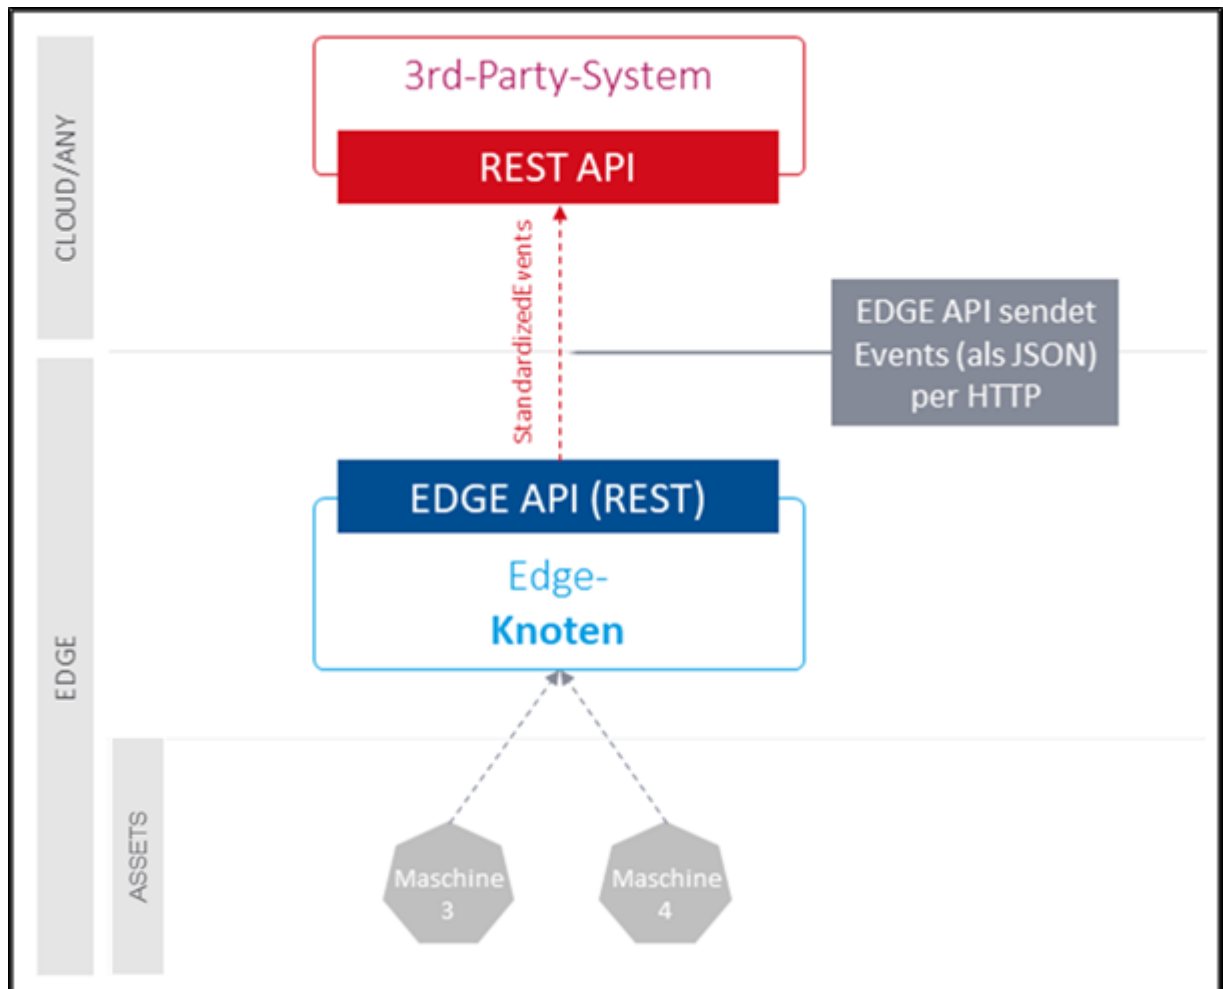 CLOUD/ANY
3rd-Party-System
REST API
StandardizedEvents
EDGE API sendet
Events (als JSON)
per HTTP
EDGE
EDGE API (REST)
Edge-
Knoten
ASSETS
Maschine
3
Maschine
4